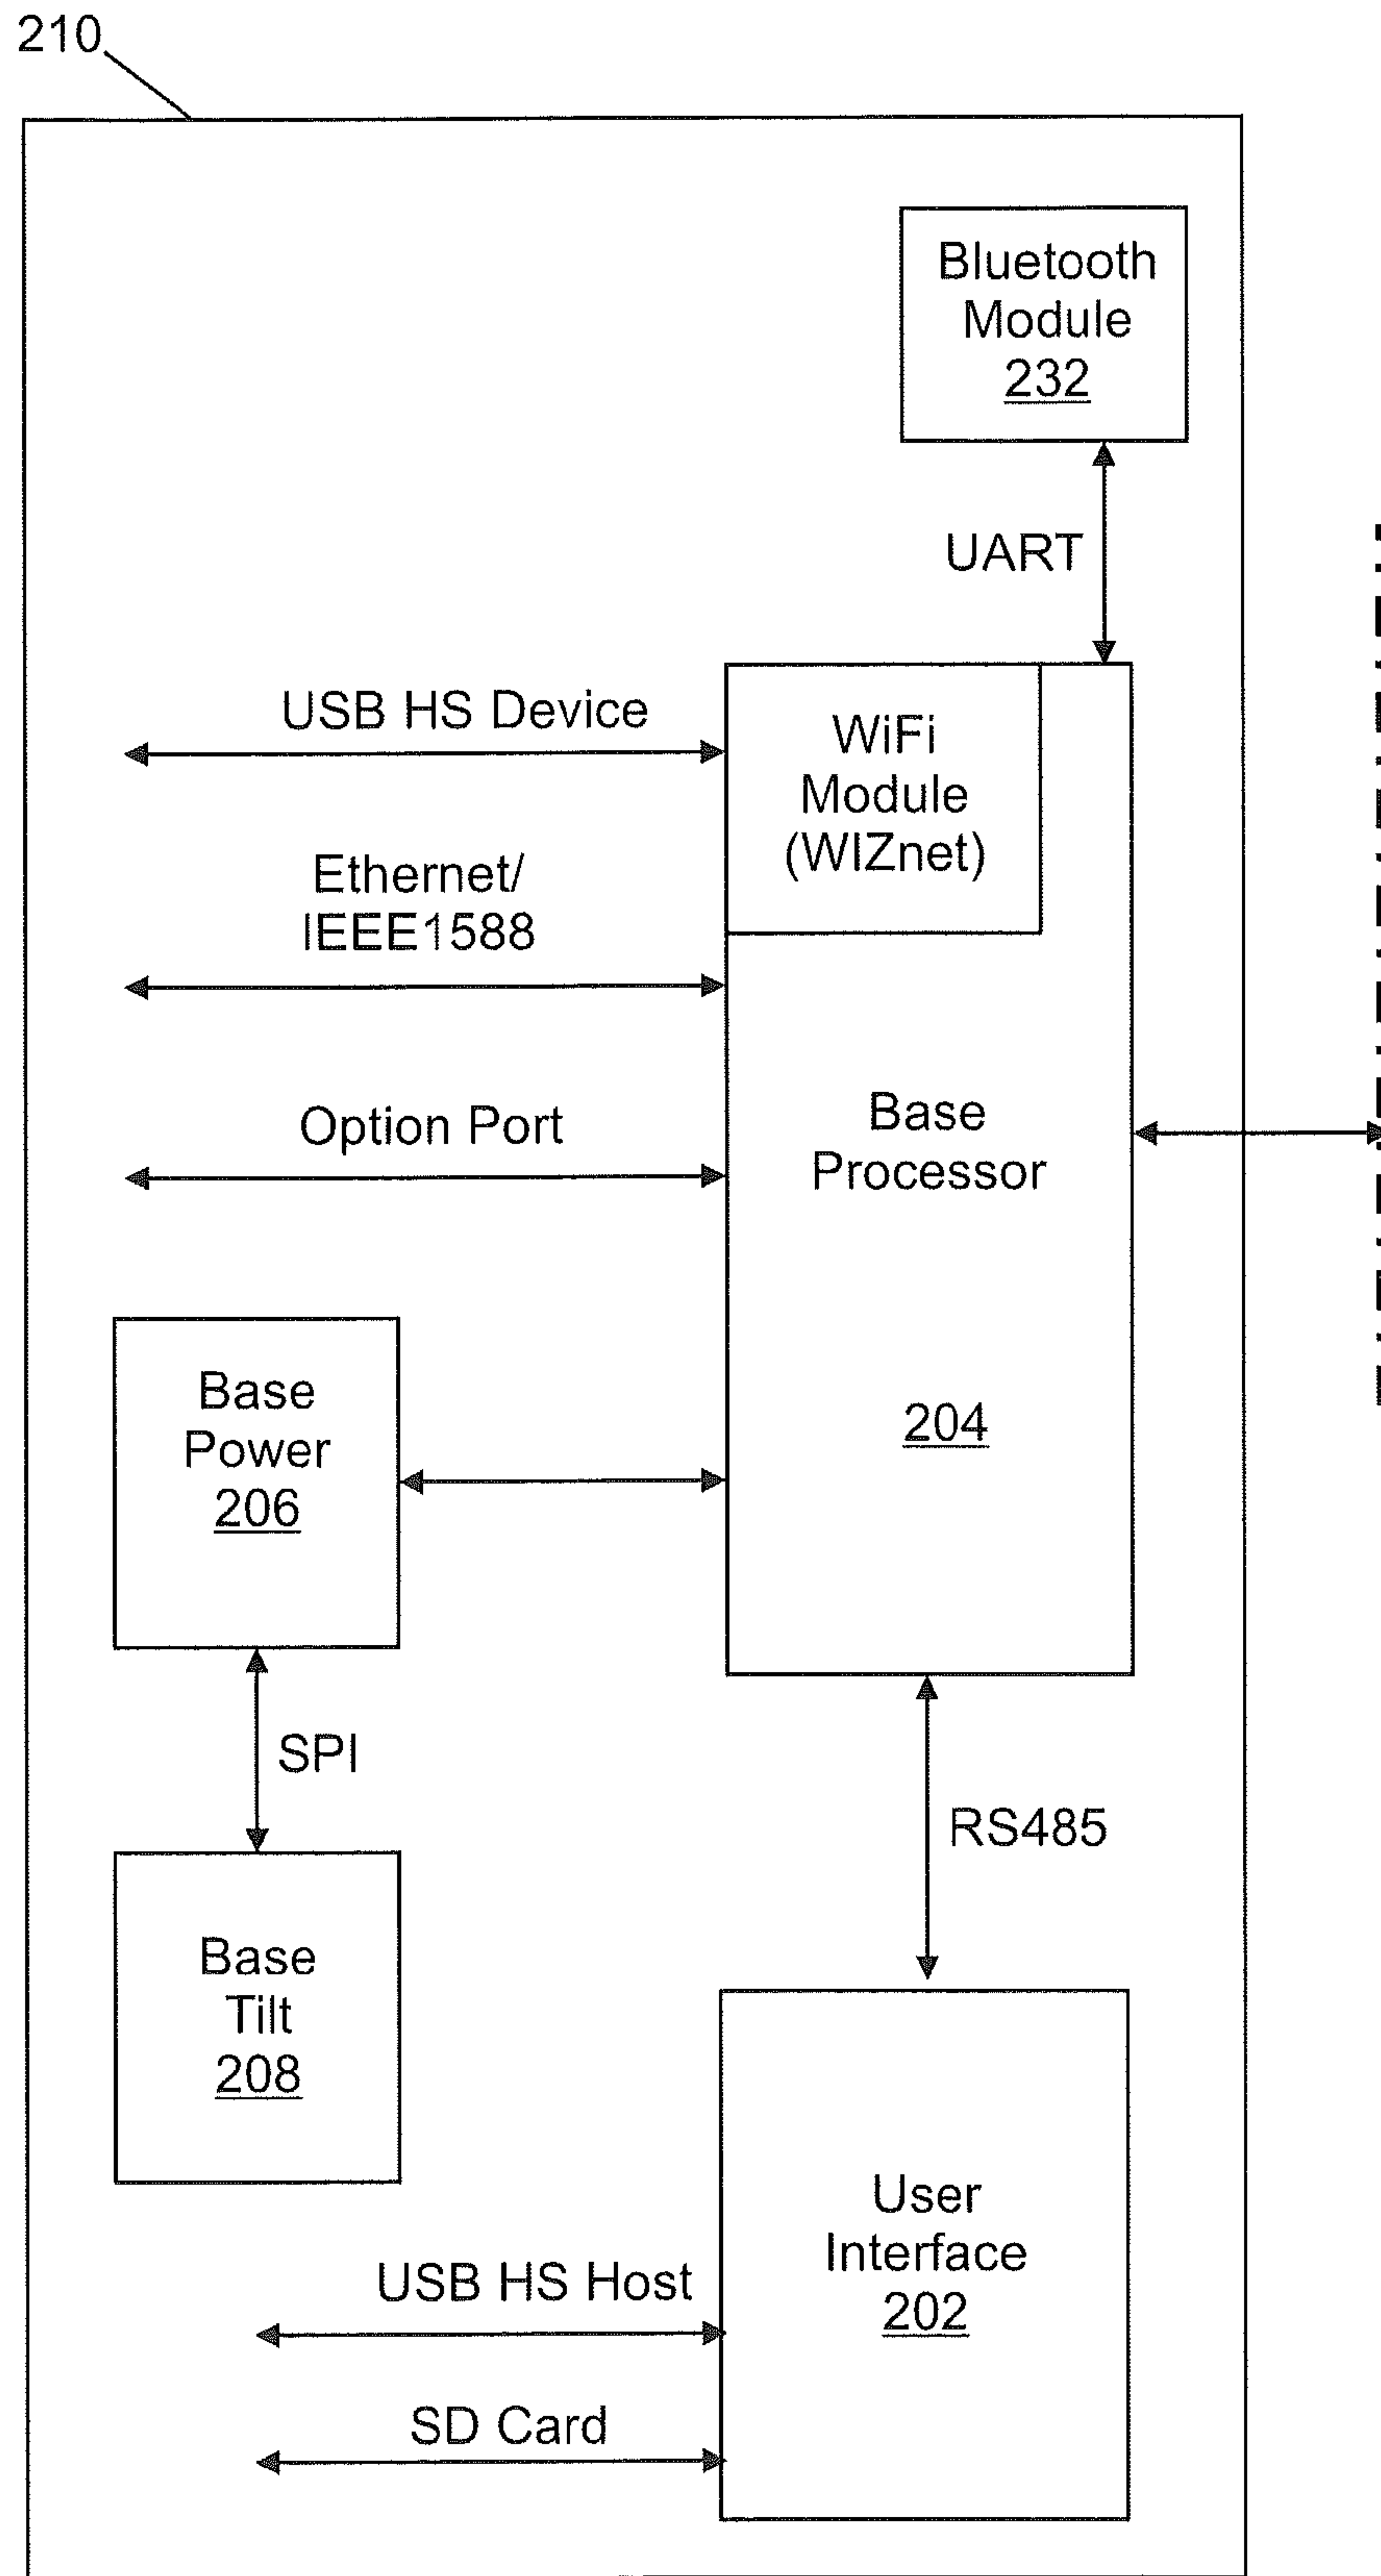 210
Bluetooth
Module
232
UART
USB HS Device
WiFi
Module
(WIZnet)
Ethernet/
IEEE1588
Option Port
Base
Processor
204
Base
Power
206
SPI
RS485
Base
Tilt
208
User
Interface
202
USB HS Host
SD Card